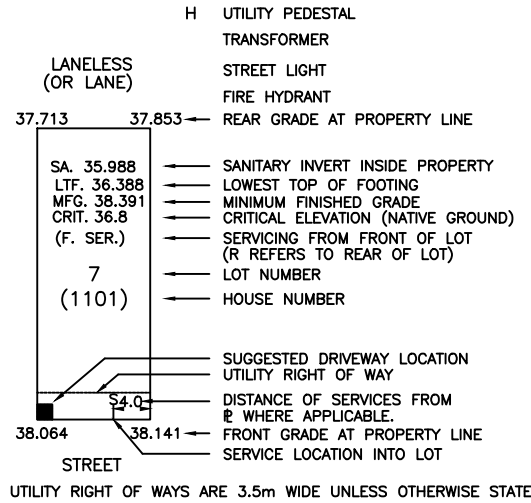 H UTILITY PEDESTAL
TRANSFORMER
STREET LIGHT
FIRE HYDRANT
LANELESS
(OR LANE)
37.713 37.853 REAR GRADE AT PROPERTY LINE
SA. 35.988 SANITARY INVERT INSIDE PROPERTY
LTF. 36.388 LOWEST TOP OF FOOTING
MFG. 38.391 MINIMUM FINISHED GRADE
CRIT. 36.8 CRITICAL ELEVATION (NATIVE GROUND)
(F. SER.) SERVICING FROM FRONT OF LOT
(R REFERS TO REAR OF LOT)
7 LOT NUMBER
(1101) HOUSE NUMBER
SUGGESTED DRIVEWAY LOCATION
UTILITY RIGHT OF WAY
S4.0 DISTANCE OF SERVICES FROM
℄ WHERE APPLICABLE.
38.064 38.141 FRONT GRADE AT PROPERTY LINE
SERVICE LOCATION INTO LOT
STREET
UTILITY RIGHT OF WAYS ARE 3.5m WIDE UNLESS OTHERWISE STATE